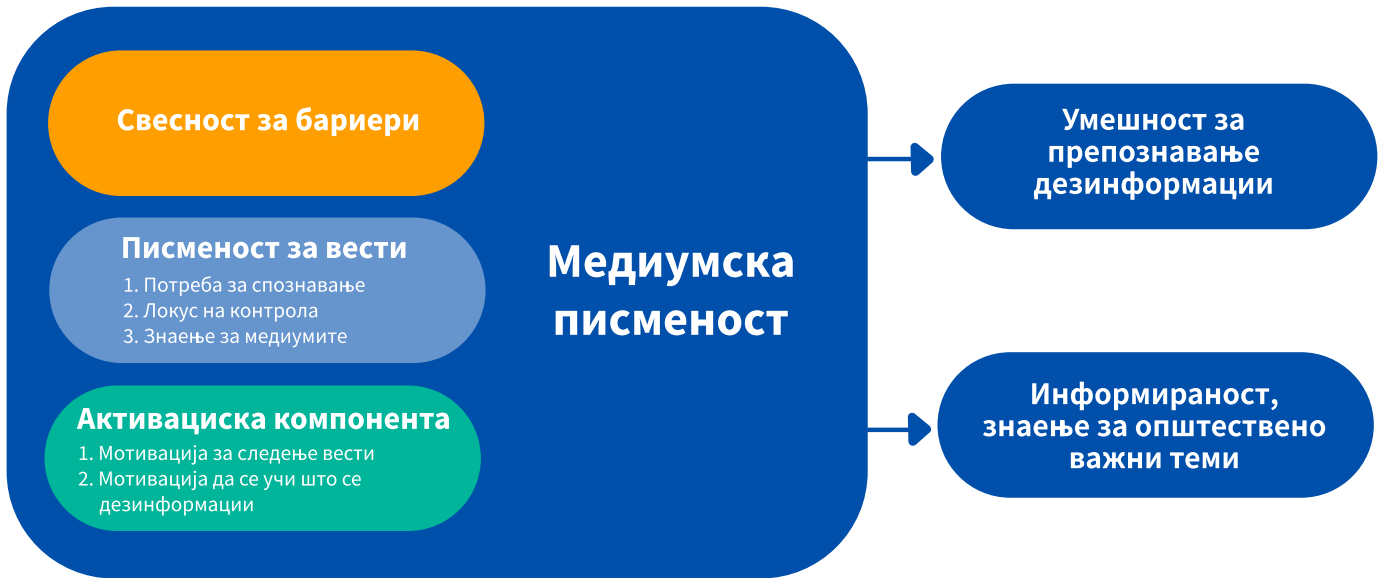 Свесност за бариери
Писменост за вести
1. Потреба за спознавање
2. Локус на контрола
3. Знаење за медиумите
Активациска компонента
1. Мотивација за следење вести
2. Мотивација да се учи што се
дезинформации
Медиумска
писменост
Умешност за
препознавање
дезинформации
Информираност,
знаење за општествено
важни теми